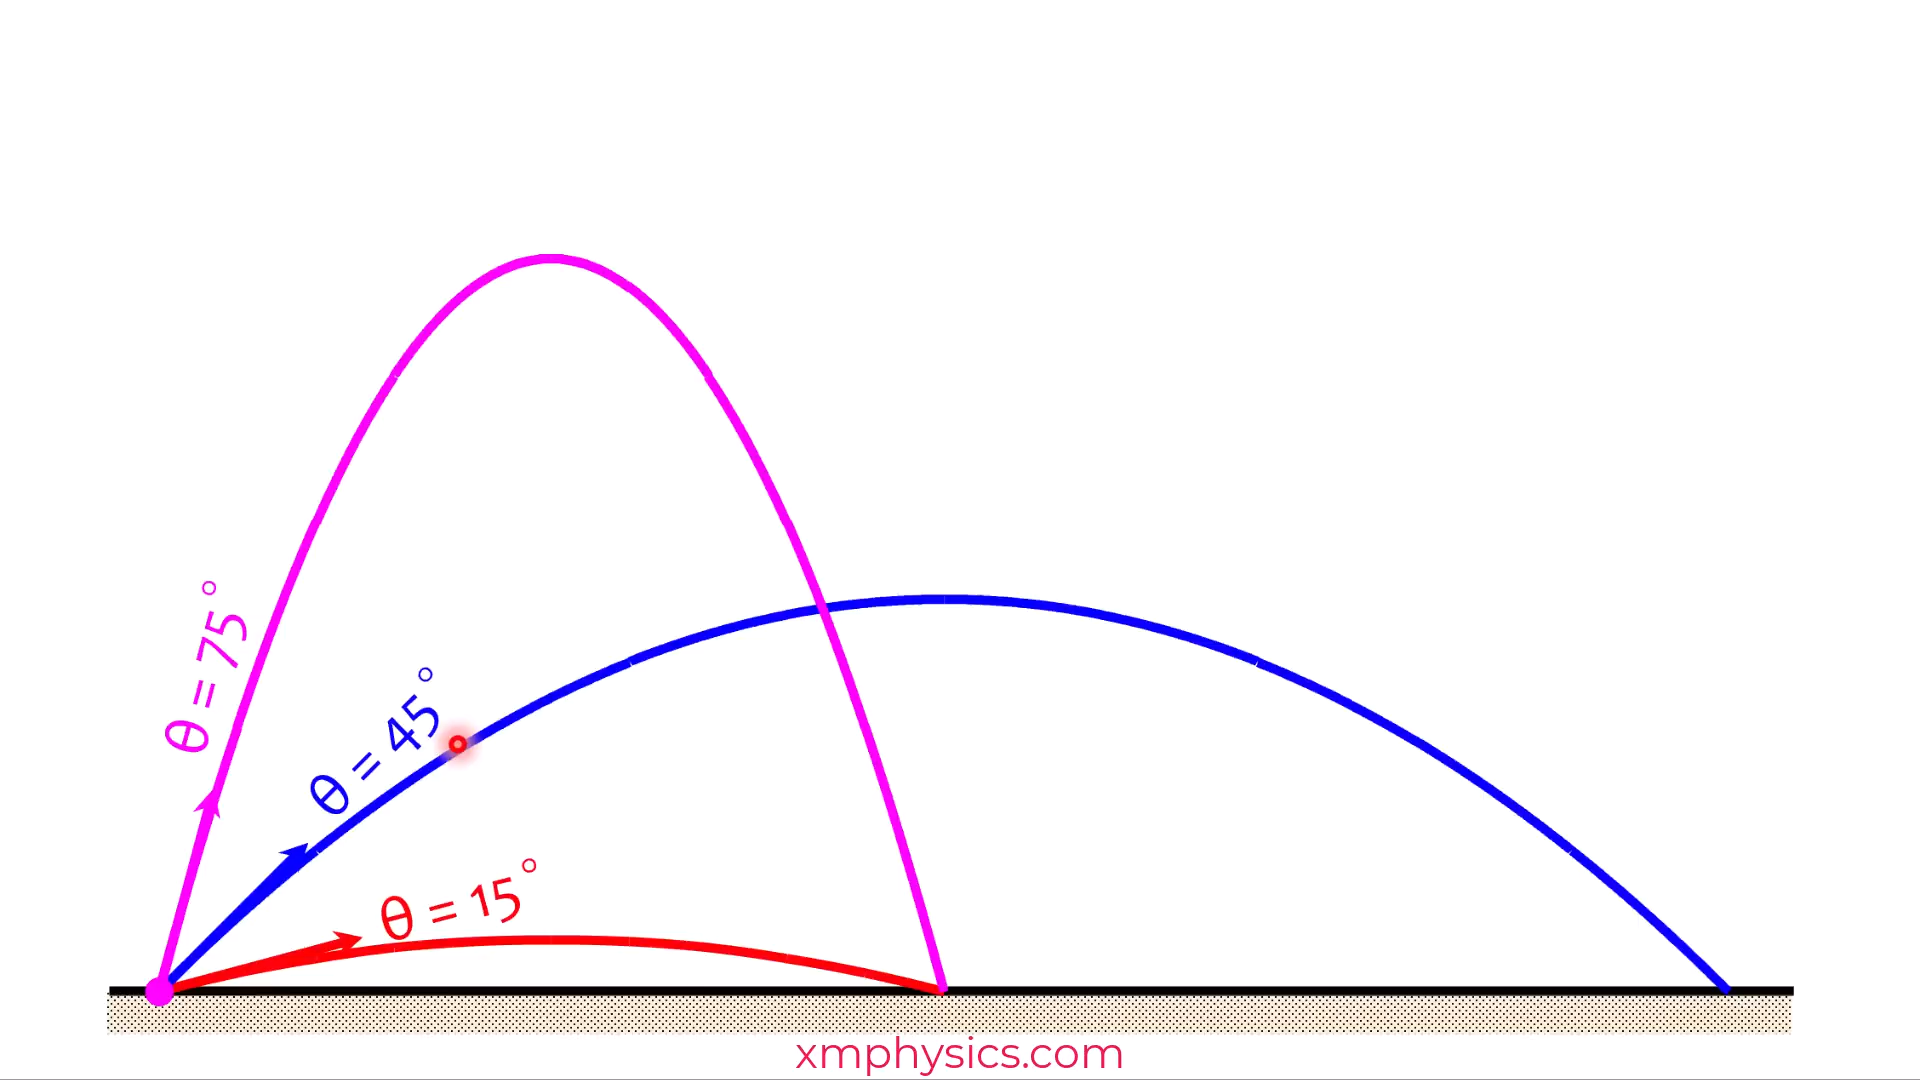 θ = 75°
θ = 45°
θ = 15°
xmphysics.com